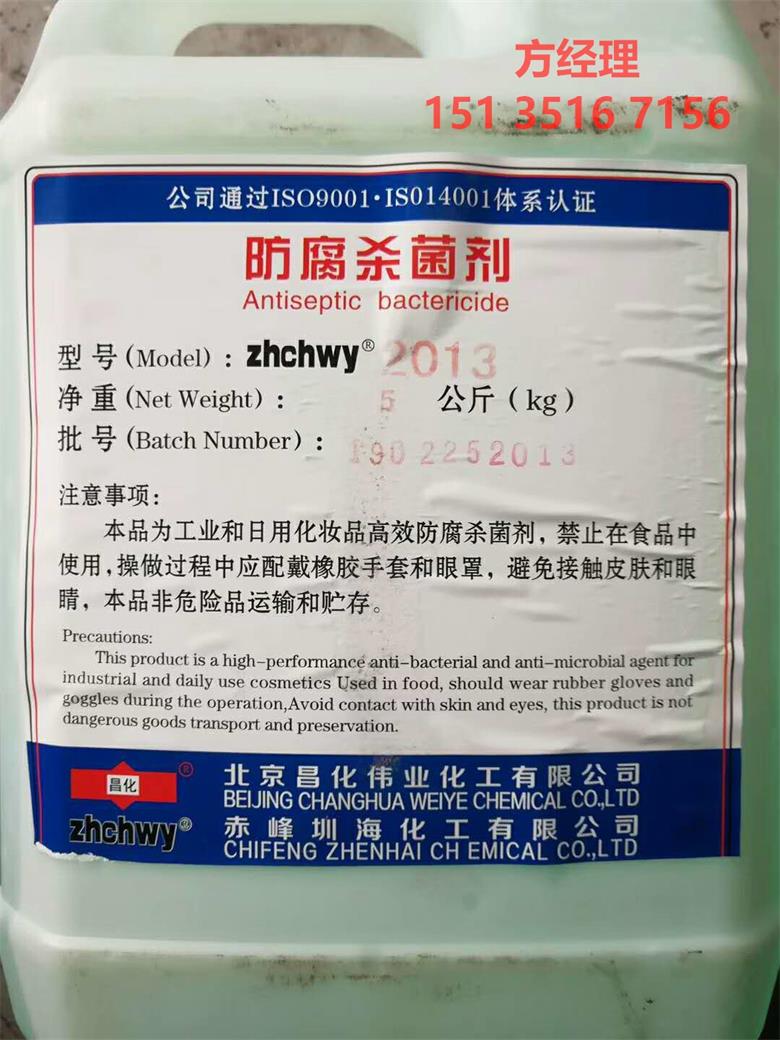 方经理
151 3516 7156
公司通过ISO9001·ISO14001体系认证
防腐杀菌剂
Antiseptic bactericide
型号(Model)：zhchwy® 2013
净重(Net Weight)： 5 公斤(kg)
批号(Batch Number)：1902252013
注意事项：
本品为工业和日用化妆品高效防腐杀菌剂，禁止在食品中
使用，操做过程中应配戴橡胶手套和眼罩，避免接触皮肤和眼
睛，本品非危险品运输和贮存。
Precautions:
This product is a high-performance anti-bacterial and anti-microbial agent for
industrial and daily use cosmetics Used in food, should wear rubber gloves and
goggles during the operation,Avoid contact with skin and eyes, this product is not
dangerous goods transport and preservation.
昌化®
zhchwy®
北京昌化伟业化工有限公司
BEIJING CHANGHUA WEIYE CHEMICAL CO.,LTD
赤峰圳海化工有限公司
CHIFENG ZHENHAI CH EMICAL CO.,LTD